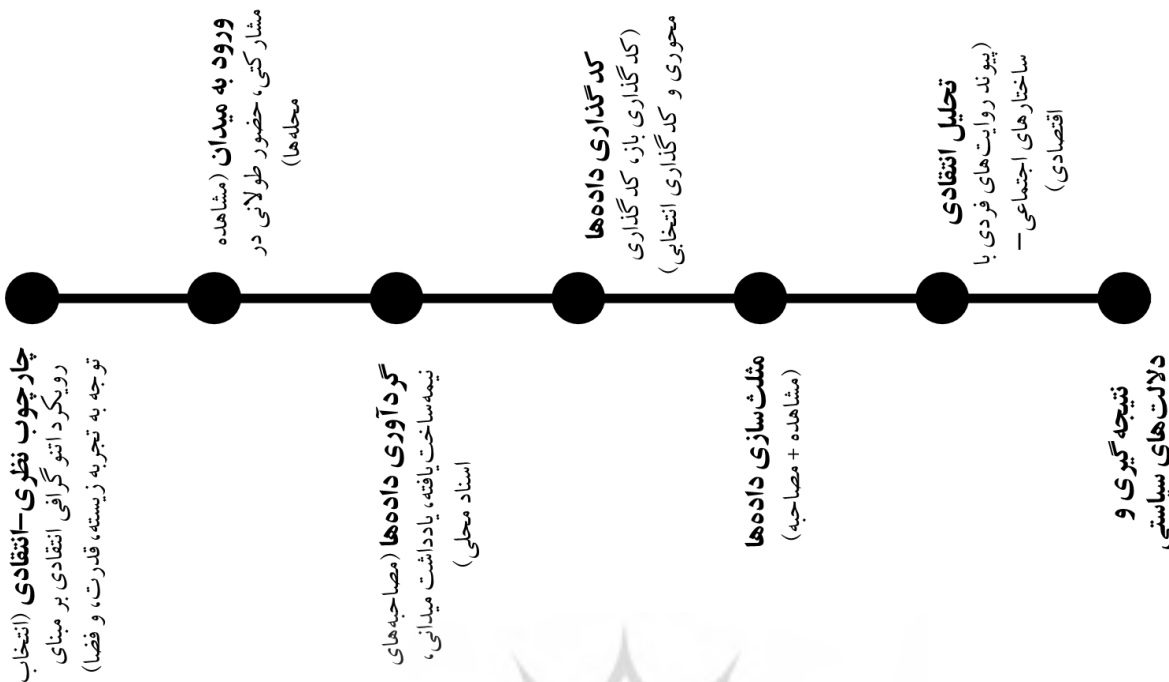 چارچوب نظری-انتقادی (انتخاب
رویکرد اتنوگرافی انتقادی بر مبنای
توجه به تجربه زیسته، قدرت، و فضا)
ورود به میدان (مشاهده
مشارکتی، حضور طولانی در
محله‌ها)
گردآوری داده‌ها (مصاحبه‌های
نیمه‌ساخت‌یافته، یادداشت میدانی،
اسناد محلی)
کدگذاری داده‌ها
(کدگذاری باز، کدگذاری
محوری و کدگذاری انتخابی)
مثلث‌سازی داده‌ها
(مشاهده + مصاحبه)
تحلیل انتقادی
(پیوند روایت‌های فردی با
ساختارهای اجتماعی –
اقتصادی)
نتیجه‌گیری و
دلالت‌های سیاستی